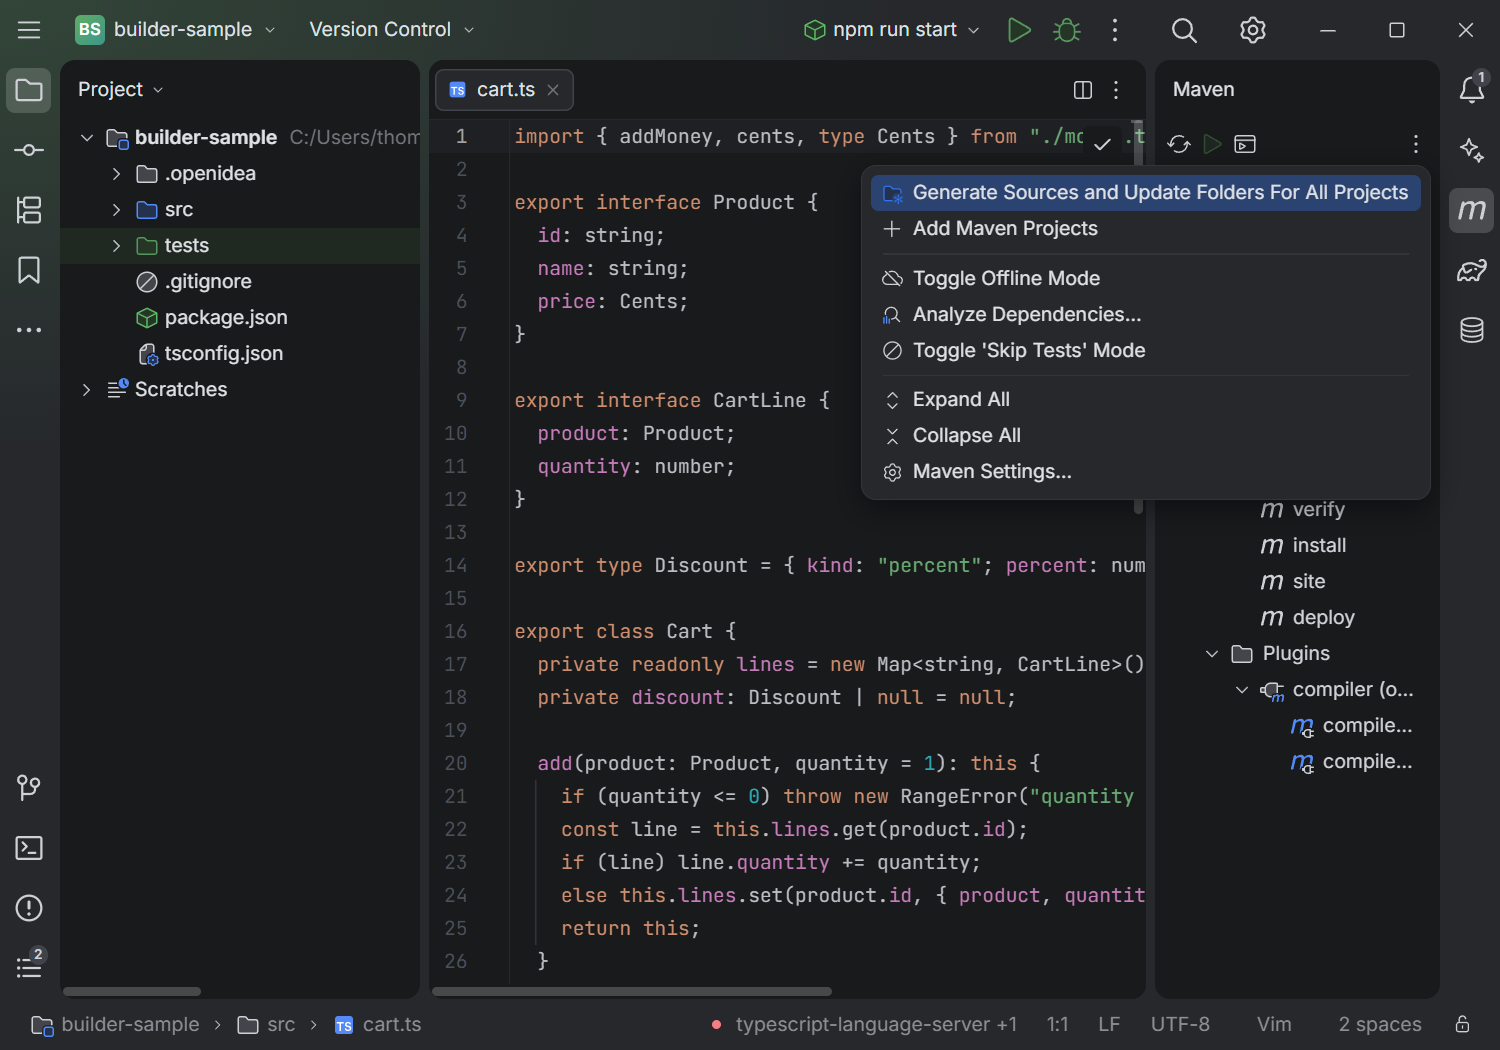 BS builder-sample Version Control npm run start
Project
builder-sample C:/Users/thom
.openidea
src
tests
.gitignore
package.json
tsconfig.json
Scratches
2
TS cart.ts
1 import { addMoney, cents, type Cents } from "./mo .t
2
3 export interface Product {
4 id: string;
5 name: string;
6 price: Cents;
7 }
8
9 export interface CartLine {
10 product: Product;
11 quantity: number;
12 }
13
14 export type Discount = { kind: "percent"; percent: num
15
16 export class Cart {
17 private readonly lines = new Map<string, CartLine>()
18 private discount: Discount | null = null;
19
20 add(product: Product, quantity = 1): this {
21 if (quantity <= 0) throw new RangeError("quantity
22 const line = this.lines.get(product.id);
23 if (line) line.quantity += quantity;
24 else this.lines.set(product.id, { product, quantit
25 return this;
26 }
Maven
Generate Sources and Update Folders For All Projects
Add Maven Projects
Toggle Offline Mode
Analyze Dependencies...
Toggle 'Skip Tests' Mode
Expand All
Collapse All
Maven Settings...
m verify
m install
m site
m deploy
Plugins
compiler (o...
m compile...
m compile...
1
m
builder-sample src TS cart.ts
typescript-language-server +1 1:1 LF UTF-8 Vim 2 spaces